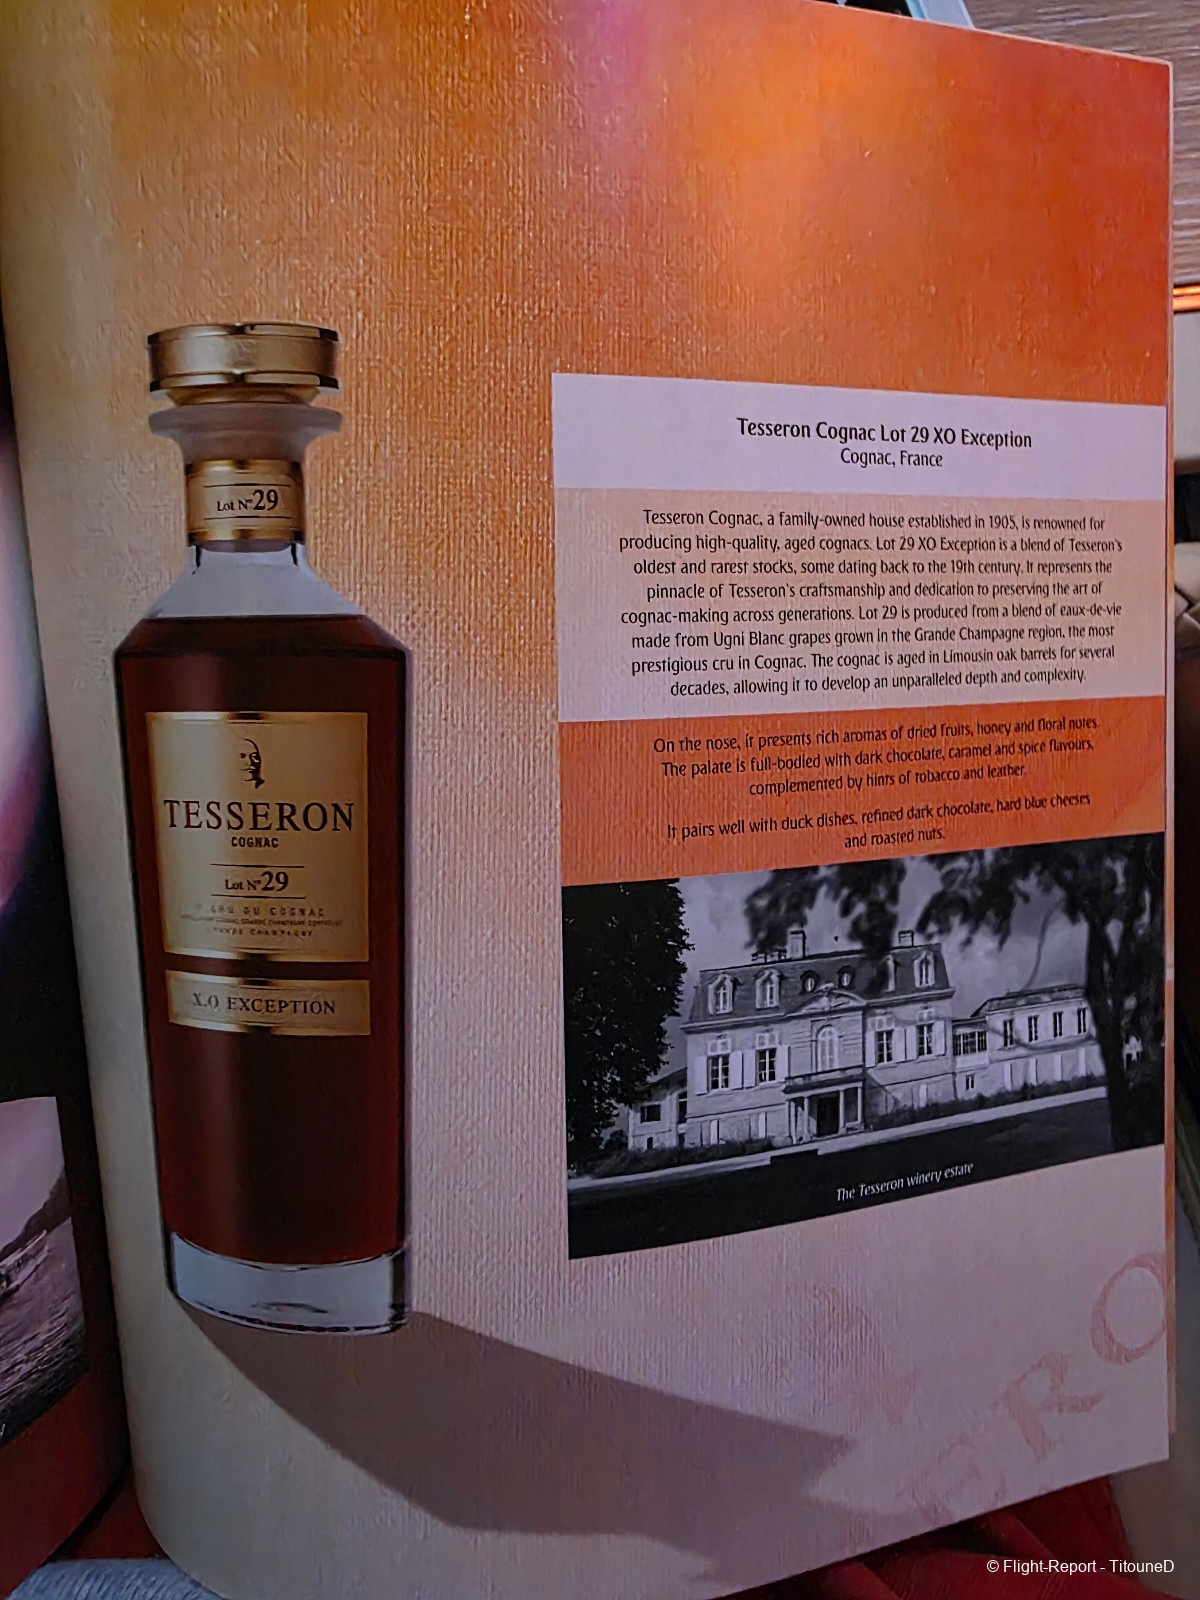 Lot N°29
TESSERON
COGNAC
Lot N°29
CRU DU COGNAC
X.O EXCEPTION
Tesseron Cognac Lot 29 XO Exception
Cognac, France
Tesseron Cognac, a family-owned house established in 1905, is renowned for
producing high-quality, aged cognacs. Lot 29 XO Exception is a blend of Tesseron's
oldest and rarest stocks, some dating back to the 19th century. It represents the
pinnacle of Tesseron's craftsmanship and dedication to preserving the art of
cognac-making across generations. Lot 29 is produced from a blend of eaux-de-vie
made from Ugni Blanc grapes grown in the Grande Champagne region, the most
prestigious cru in Cognac. The cognac is aged in Limousin oak barrels for several
decades, allowing it to develop an unparalleled depth and complexity.
On the nose, it presents rich aromas of dried fruits, honey and floral notes.
The palate is full-bodied with dark chocolate, caramel and spice flavours,
complemented by hints of tobacco and leather.
It pairs well with duck dishes, refined dark chocolate, hard blue cheeses
and roasted nuts.
The Tesseron winery estate
© Flight-Report - TitouneD